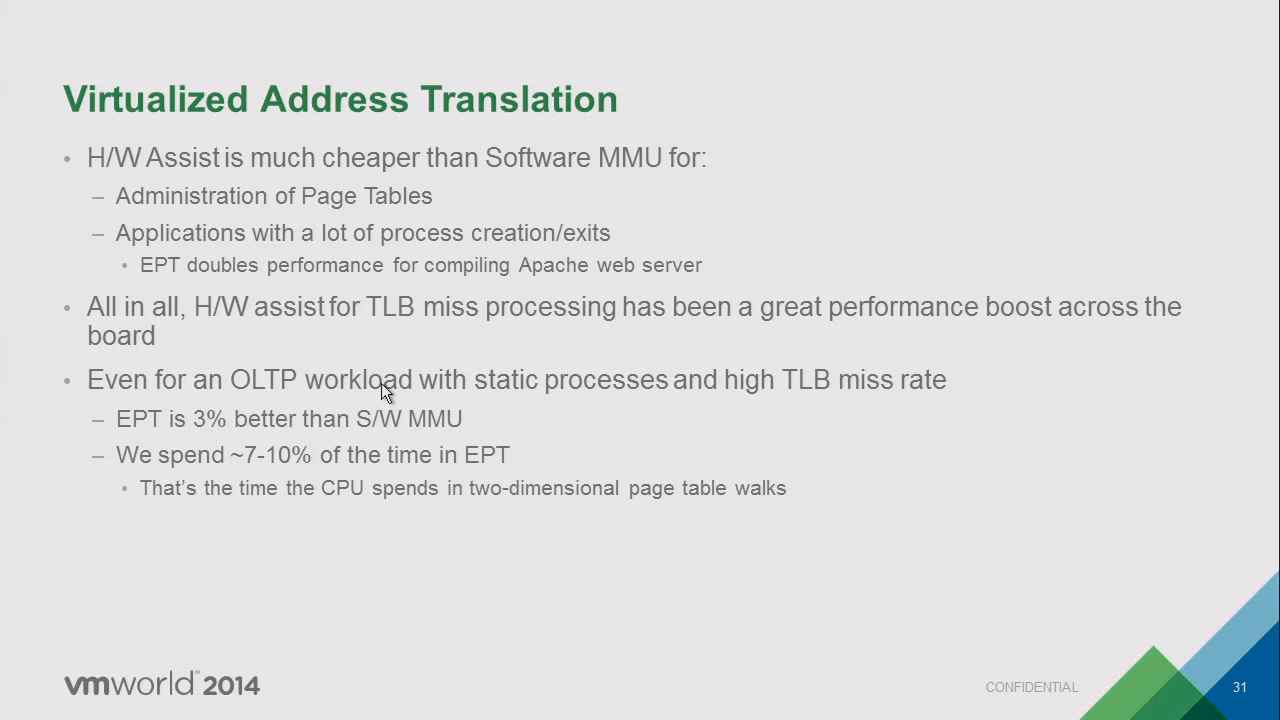 Virtualized Address Translation
• H/W Assist is much cheaper than Software MMU for:
– Administration of Page Tables
– Applications with a lot of process creation/exits
• EPT doubles performance for compiling Apache web server
• All in all, H/W assist for TLB miss processing has been a great performance boost across the
board
• Even for an OLTP workload with static processes and high TLB miss rate
– EPT is 3% better than S/W MMU
– We spend ~7-10% of the time in EPT
• That's the time the CPU spends in two-dimensional page table walks
vmworld® 2014
CONFIDENTIAL
31